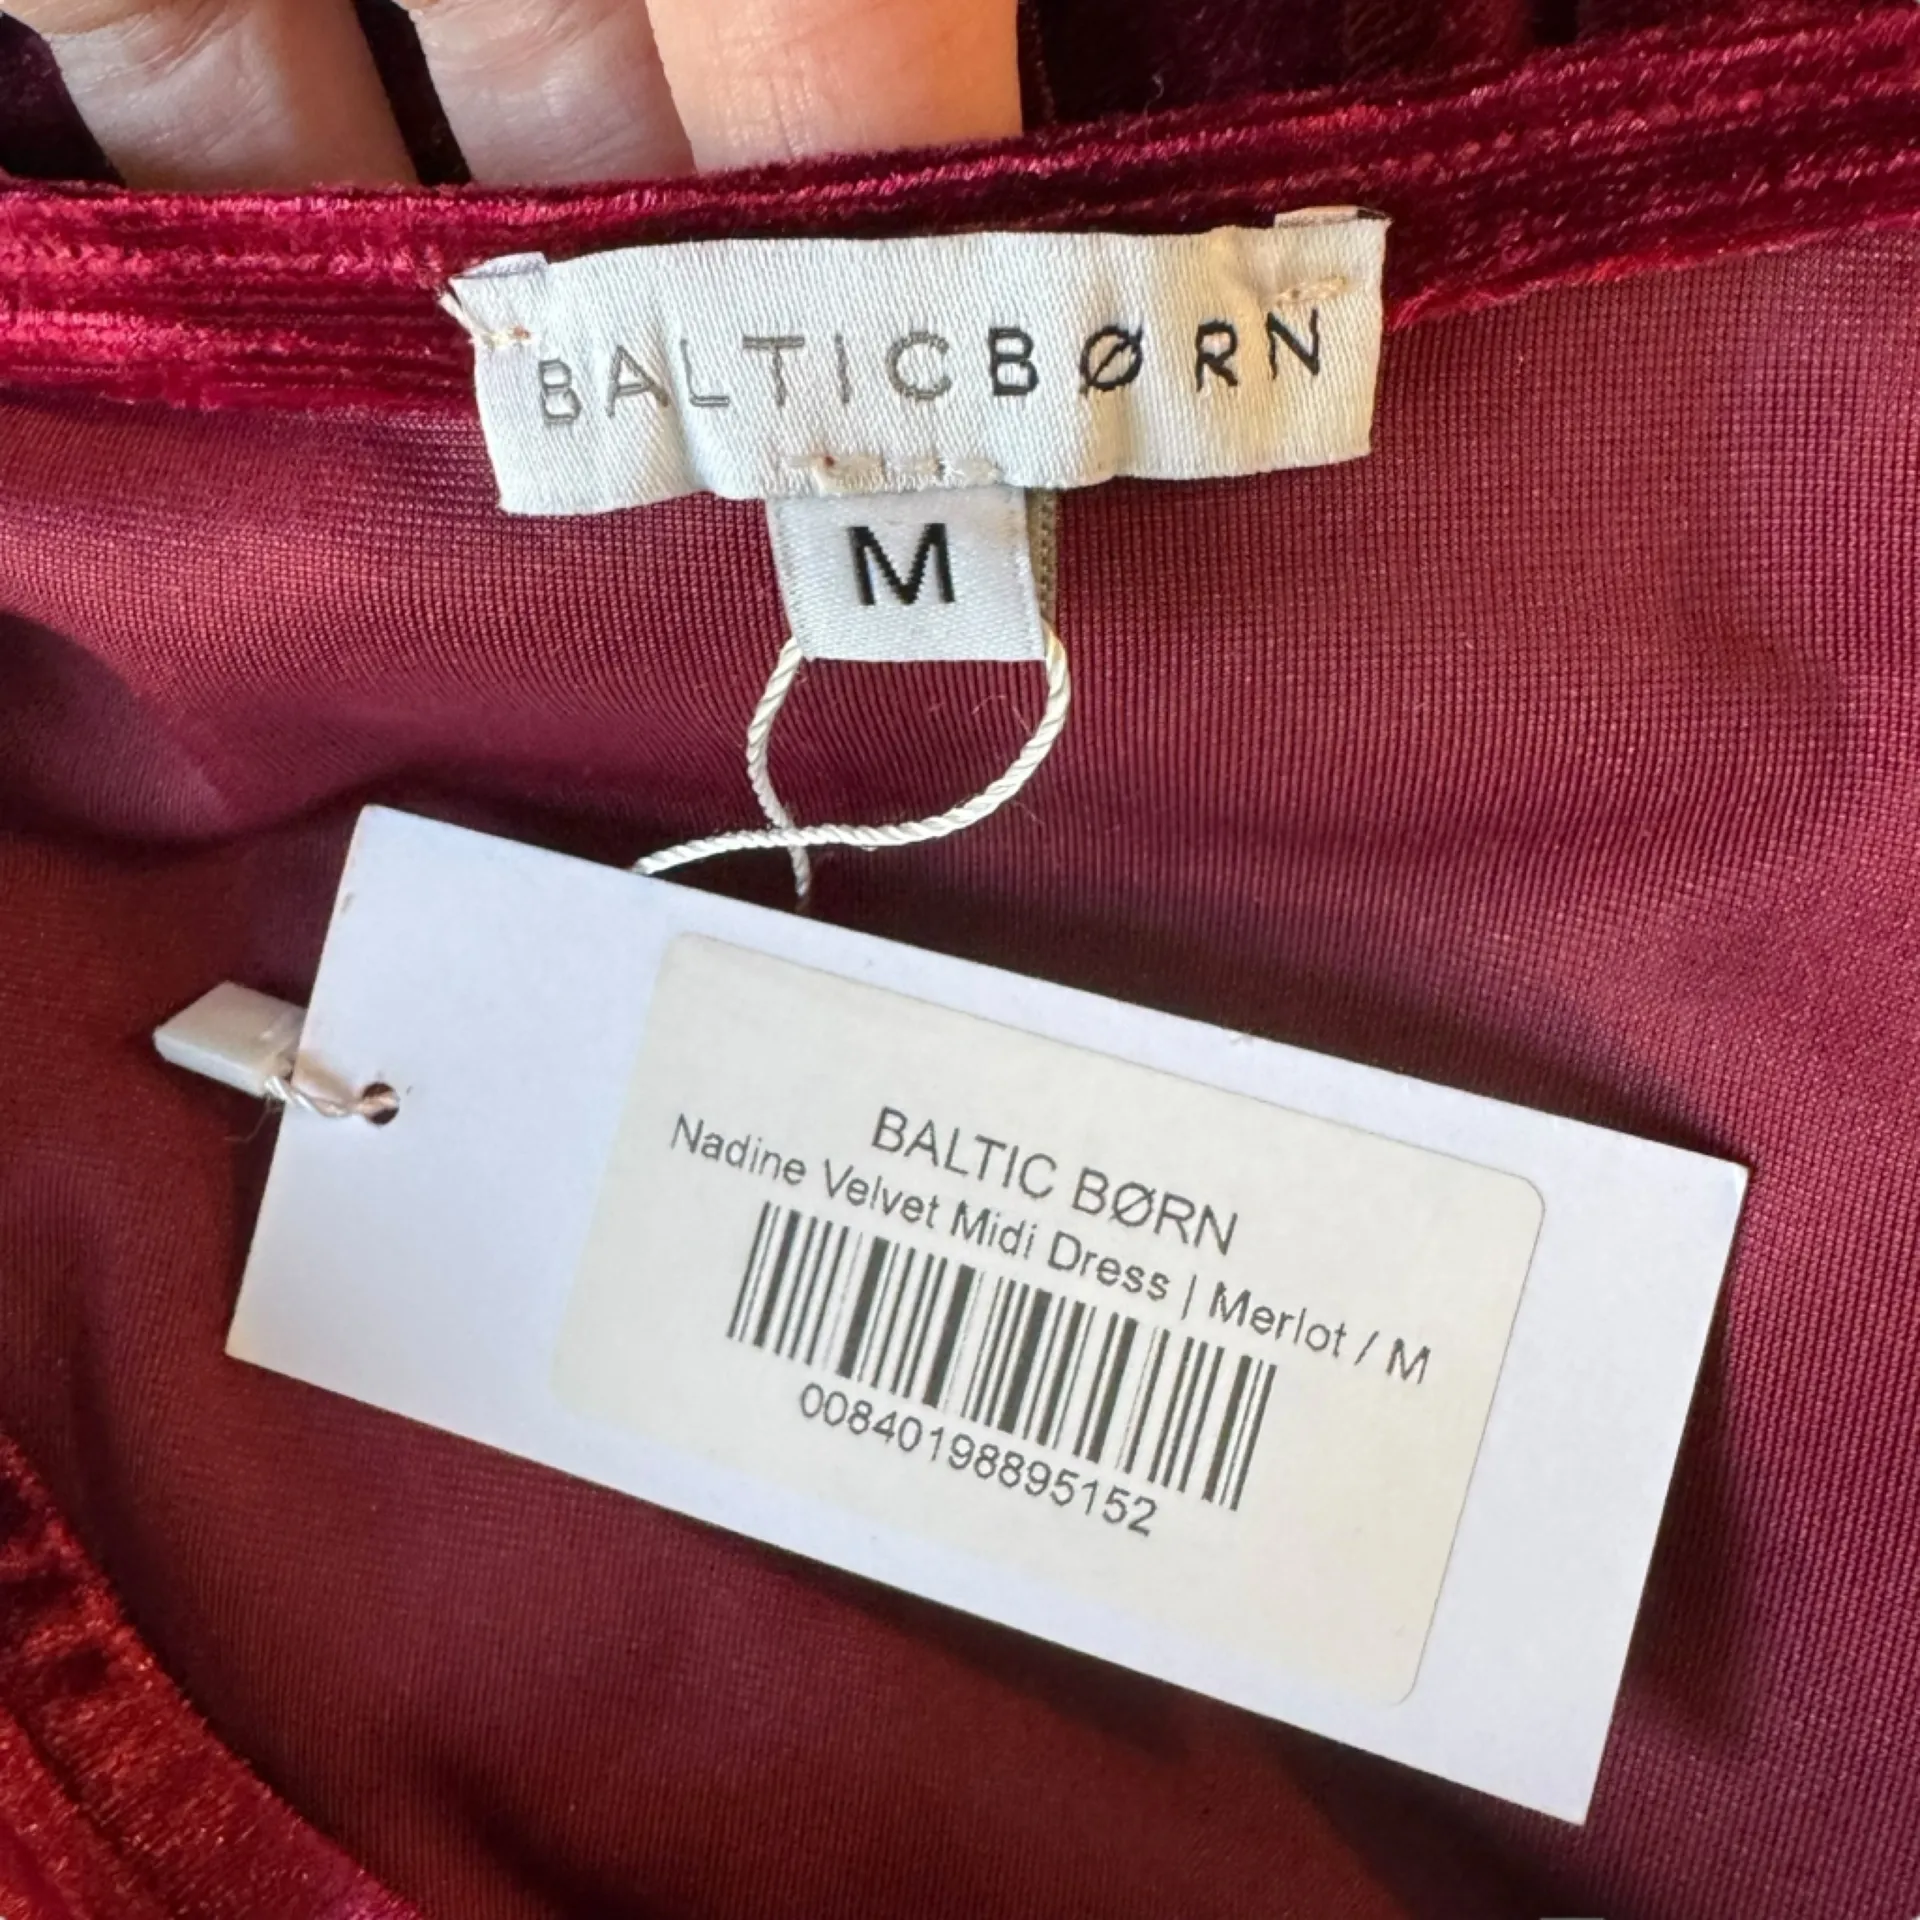 BALTICBØRN
M
BALTIC BØRN
Nadine Velvet Midi Dress | Merlot / M
00840198895152